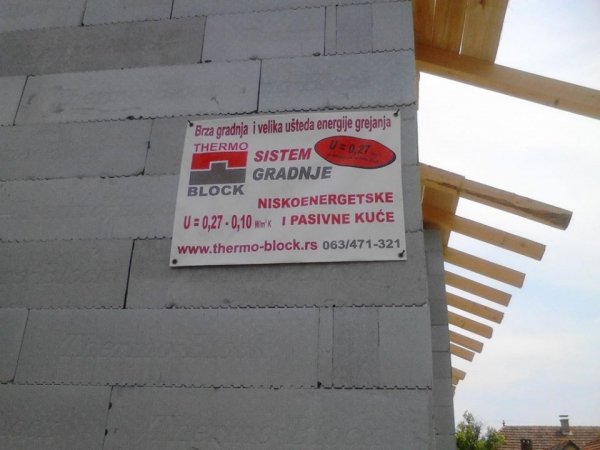 Brza gradnja i velika ušteda energije grejanja
THERMO
BLOCK
SISTEM
GRADNJE
U = 0,27
NISKOENERGETSKE
I PASIVNE KUĆE
U = 0,27 - 0,10 W/m² K
www.thermo-block.rs 063/471-321